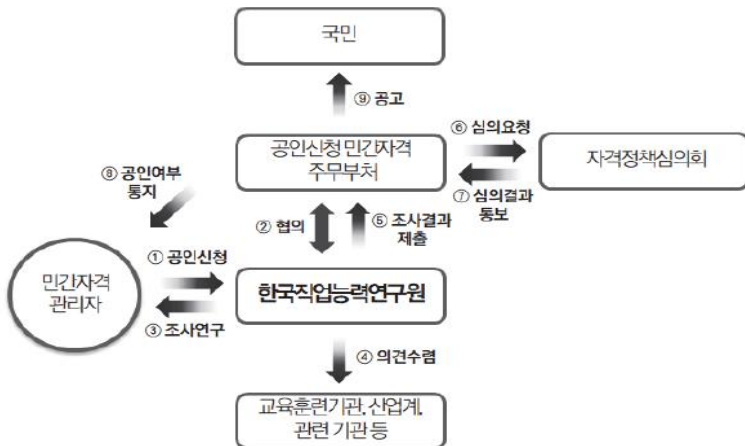 국민
⑨ 공고
⑥ 심의요청
공인신청 민간자격
주무부처
자격정책심의회
⑧ 공인여부
통지
⑦ 심의결과
통보
② 협의
⑤ 조사결과
제출
① 공인신청
민간자격
관리자
한국직업능력연구원
③ 조사연구
④ 의견수렴
교육훈련기관, 산업계,
관련 기관 등